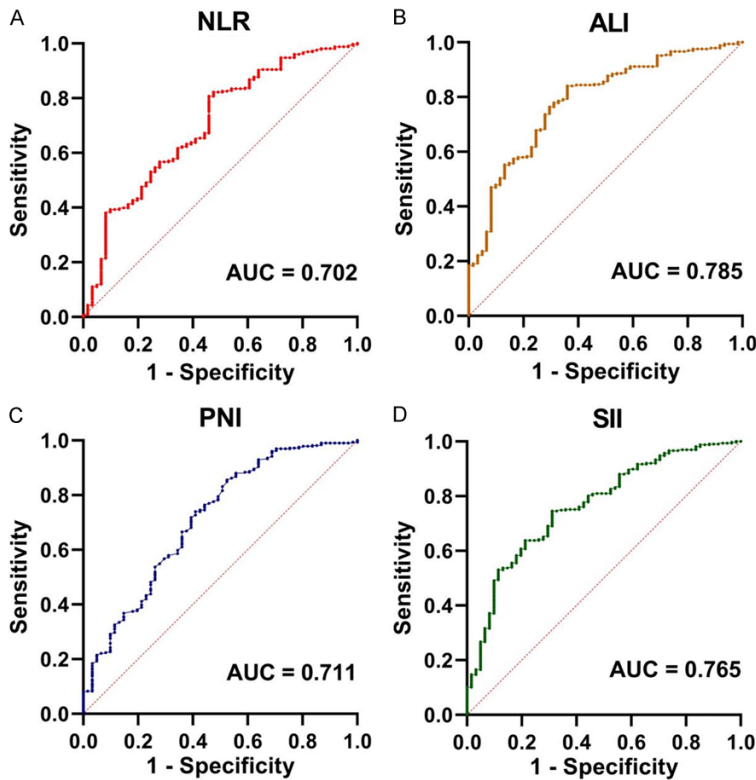 A
NLR
Sensitivity
1.0
0.8
0.6
0.4
0.2
0.0
0.0 0.2 0.4 0.6 0.8 1.0
1 - Specificity
AUC = 0.702
B
ALI
Sensitivity
1.0
0.8
0.6
0.4
0.2
0.0
0.0 0.2 0.4 0.6 0.8 1.0
1 - Specificity
AUC = 0.785
C
PNI
Sensitivity
1.0
0.8
0.6
0.4
0.2
0.0
0.0 0.2 0.4 0.6 0.8 1.0
1 - Specificity
AUC = 0.711
D
SII
Sensitivity
1.0
0.8
0.6
0.4
0.2
0.0
0.0 0.2 0.4 0.6 0.8 1.0
1 - Specificity
AUC = 0.765